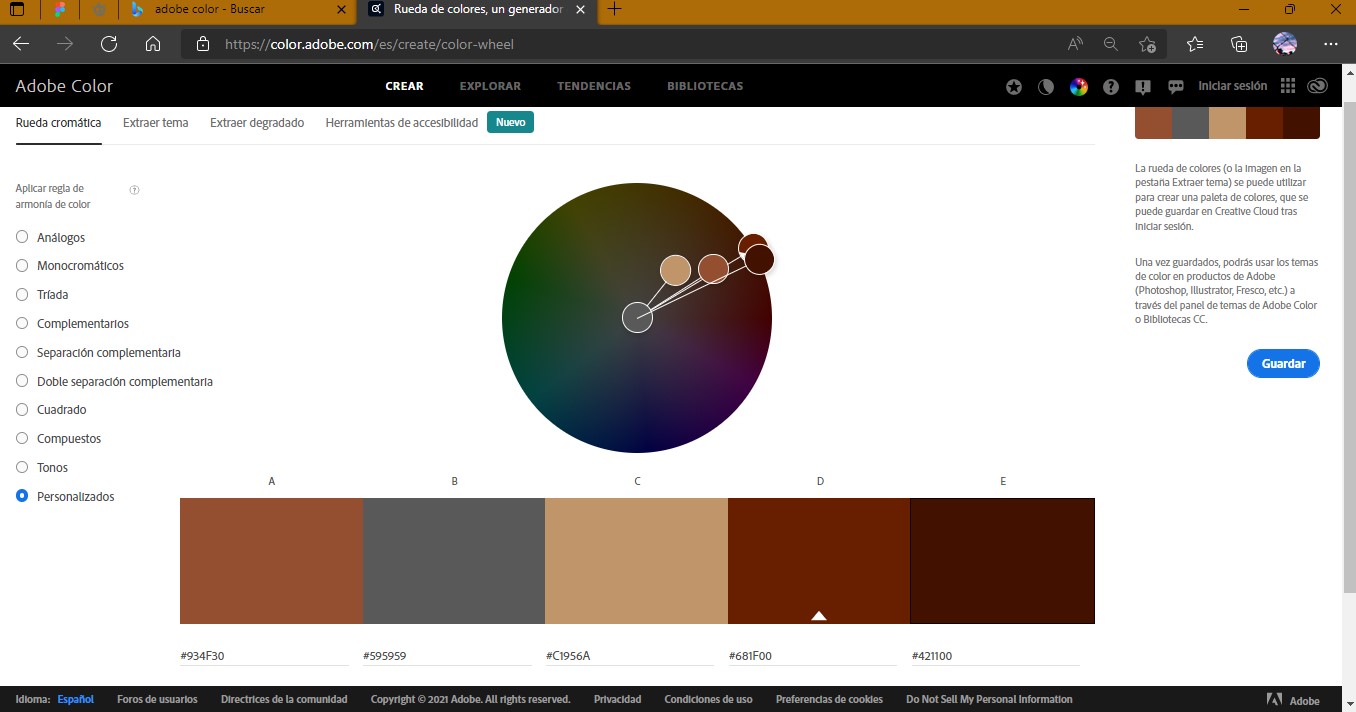 adobe color - Buscar
Rueda de colores, un generador
https://color.adobe.com/es/create/color-wheel
Adobe Color
CREAR
EXPLORAR
TENDENCIAS
BIBLIOTECAS
Iniciar sesión
Rueda cromática
Extraer tema
Extraer degradado
Herramientas de accesibilidad
Nuevo
Aplicar regla de
armonía de color
Análogos
Monocromáticos
Tríada
Complementarios
Separación complementaria
Doble separación complementaria
Cuadrado
Compuestos
Tonos
Personalizados
La rueda de colores (o la imagen en la
pestaña Extraer tema) se puede utilizar
para crear una paleta de colores, que se
puede guardar en Creative Cloud tras
iniciar sesión.
Una vez guardados, podrás usar los temas
de color en productos de Adobe
(Photoshop, Illustrator, Fresco, etc.) a
través del panel de temas de Adobe Color
o Bibliotecas CC.
Guardar
A B C D E
#934F30 #595959 #C1956A #681F00 #421100
Idioma: Español Foros de usuarios Directrices de la comunidad Copyright © 2021 Adobe. All rights reserved. Privacidad Condiciones de uso Preferencias de cookies Do Not Sell My Personal Information Adobe